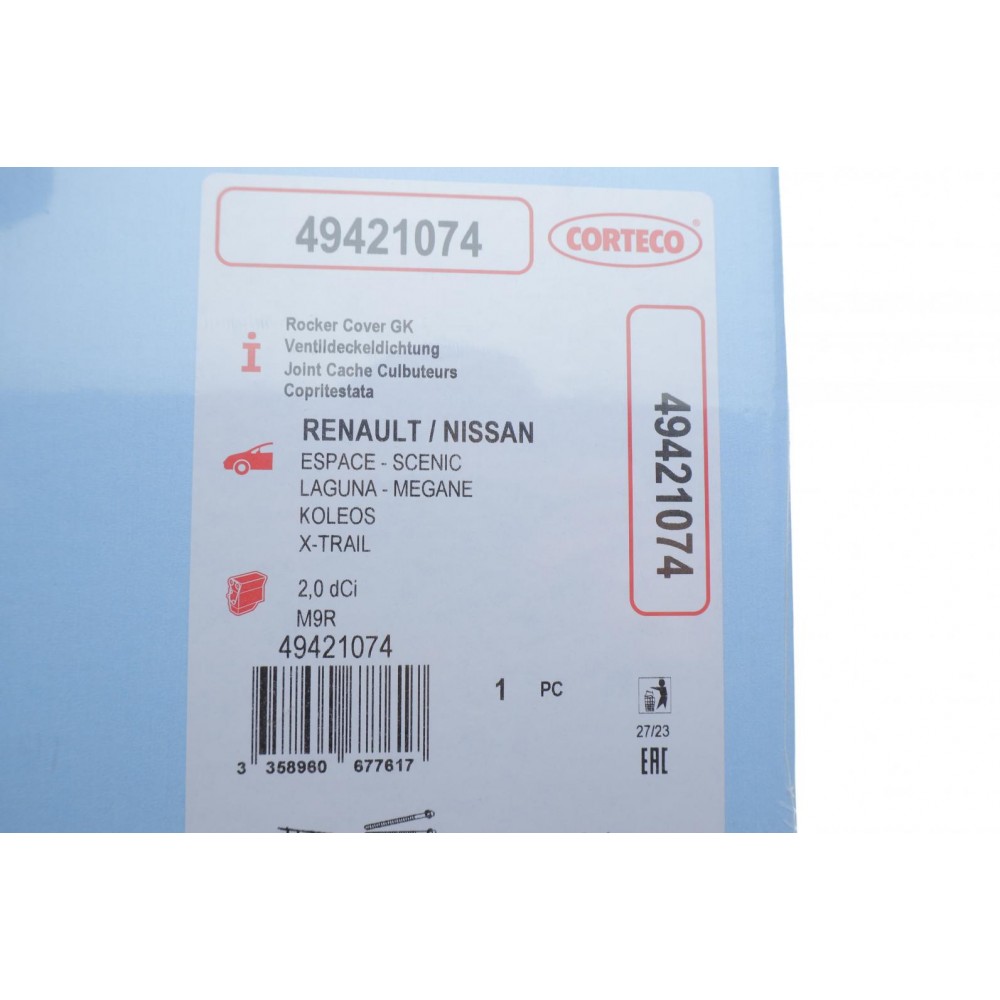 49421074
CORTECO®
Rocker Cover GK
Ventildeckeldichtung
Joint Cache Culbuteurs
Copritestata
RENAULT / NISSAN
ESPACE - SCENIC
LAGUNA - MEGANE
KOLEOS
X-TRAIL
2,0 dCi
M9R
49421074
1 PC
27/23
EAC
3 358960 677617
49421074